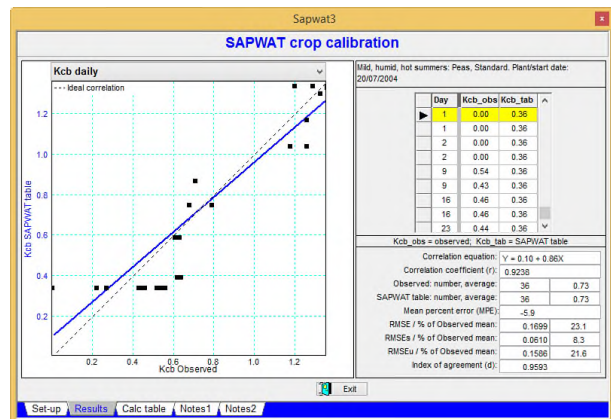 Sapwat3
x
SAPWAT crop calibration
Kcb daily
Ideal correlation
1.2
1.0
0.8
0.6
0.4
0.2
Kcb SAPWAT table
0.2 0.4 0.6 0.8 1.0 1.2
Kcb Observed
Mild, humid, hot summers: Peas, Standard. Plant/start date:
20/07/2004
Day Kcb_obs Kcb_tab
1 0.00 0.36
1 0.00 0.36
2 0.00 0.36
2 0.00 0.36
9 0.54 0.36
9 0.43 0.36
16 0.46 0.36
16 0.46 0.36
23 0.44 0.36
Kcb_obs = observed; Kcb_tab = SAPWAT table
Correlation equation: Y = 0.10 + 0.86X
Correlation coefficient (r): 0.9238
Observed: number, average: 36 0.73
SAPWAT table: number, average: 36 0.73
Mean percent error (MPE): -5.9
RMSE / % of Observed mean: 0.1699 23.1
RMSEs / % of Obseved mean: 0.0610 8.3
RMSEu / % of Obseved mean: 0.1586 21.6
Index of agreement (d): 0.9593
Exit
Set-up Results Calc table Notes1 Notes2